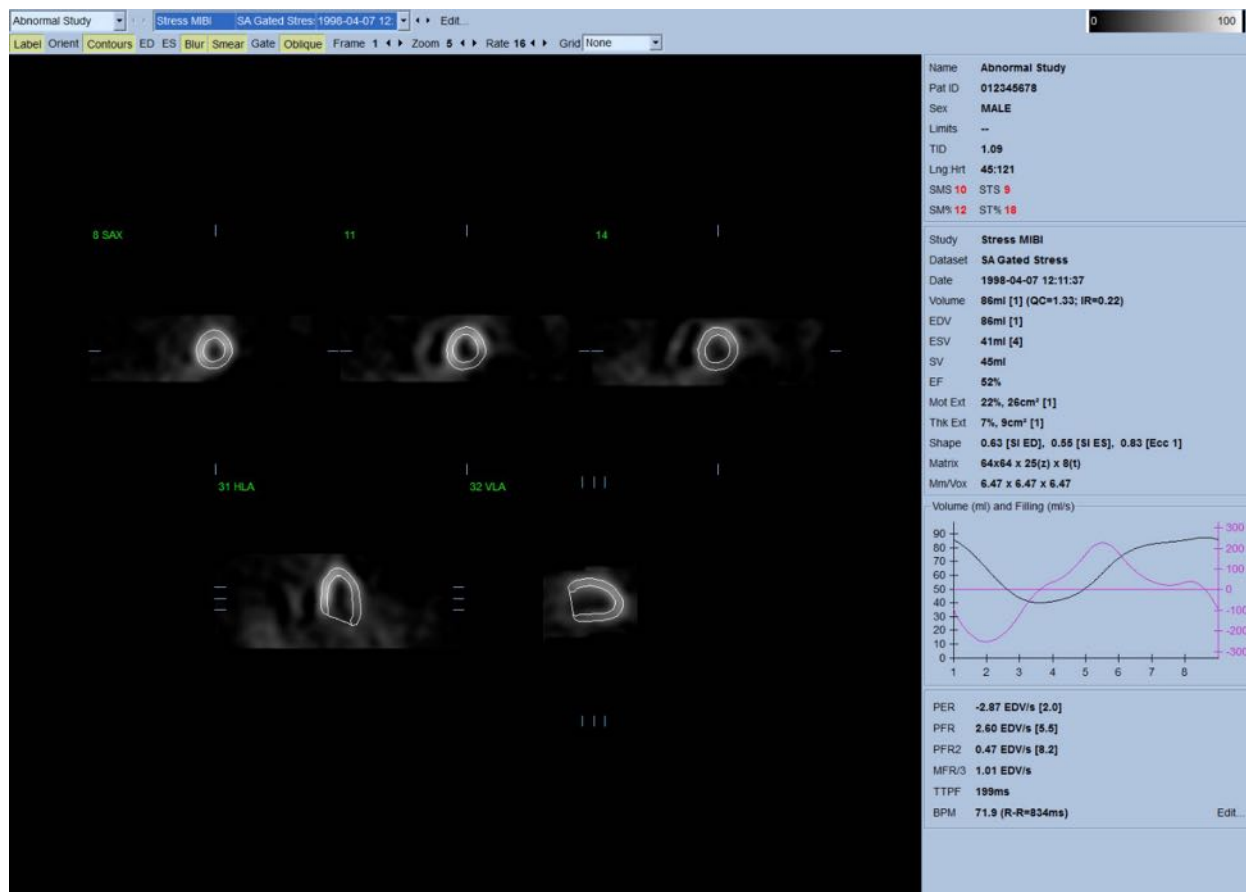 Abnormal Study Stress MIBI SA Gated Stres: 1998-04-07 12: Edit... 0 100
Label Orient Contours ED ES Blur Smear Gate Oblique Frame 1 Zoom 5 Rate 16 Grid None
Name Abnormal Study
Pat ID 012345678
Sex MALE
Limits --
TID 1.09
Lng:Hrt 45:121
SMS 10 STS 9
SM% 12 ST% 18
8 SAX 11 14
Study Stress MIBI
Dataset SA Gated Stress
Date 1998-04-07 12:11:37
Volume 86ml [1] (QC=1.33; IR=0.22)
EDV 86ml [1]
ESV 41ml [4]
SV 45ml
EF 52%
Mot Ext 22%, 26cm² [1]
Thk Ext 7%, 9cm² [1]
Shape 0.63 [SI ED], 0.55 [SI ES], 0.83 [Ecc 1]
Matrix 64x64 x 25(z) x 8(t)
Mm/Vox 6.47 x 6.47 x 6.47
31 HLA 32 VLA
Volume (ml) and Filling (ml/s)
90
80
70
60
50
40
30
20
10
0
300
200
100
0
-100
-200
-300
1 2 3 4 5 6 7 8
PER -2.87 EDV/s [2.0]
PFR 2.60 EDV/s [5.5]
PFR2 0.47 EDV/s [8.2]
MFR/3 1.01 EDV/s
TTPF 199ms
BPM 71.9 (R-R=834ms) Edit...